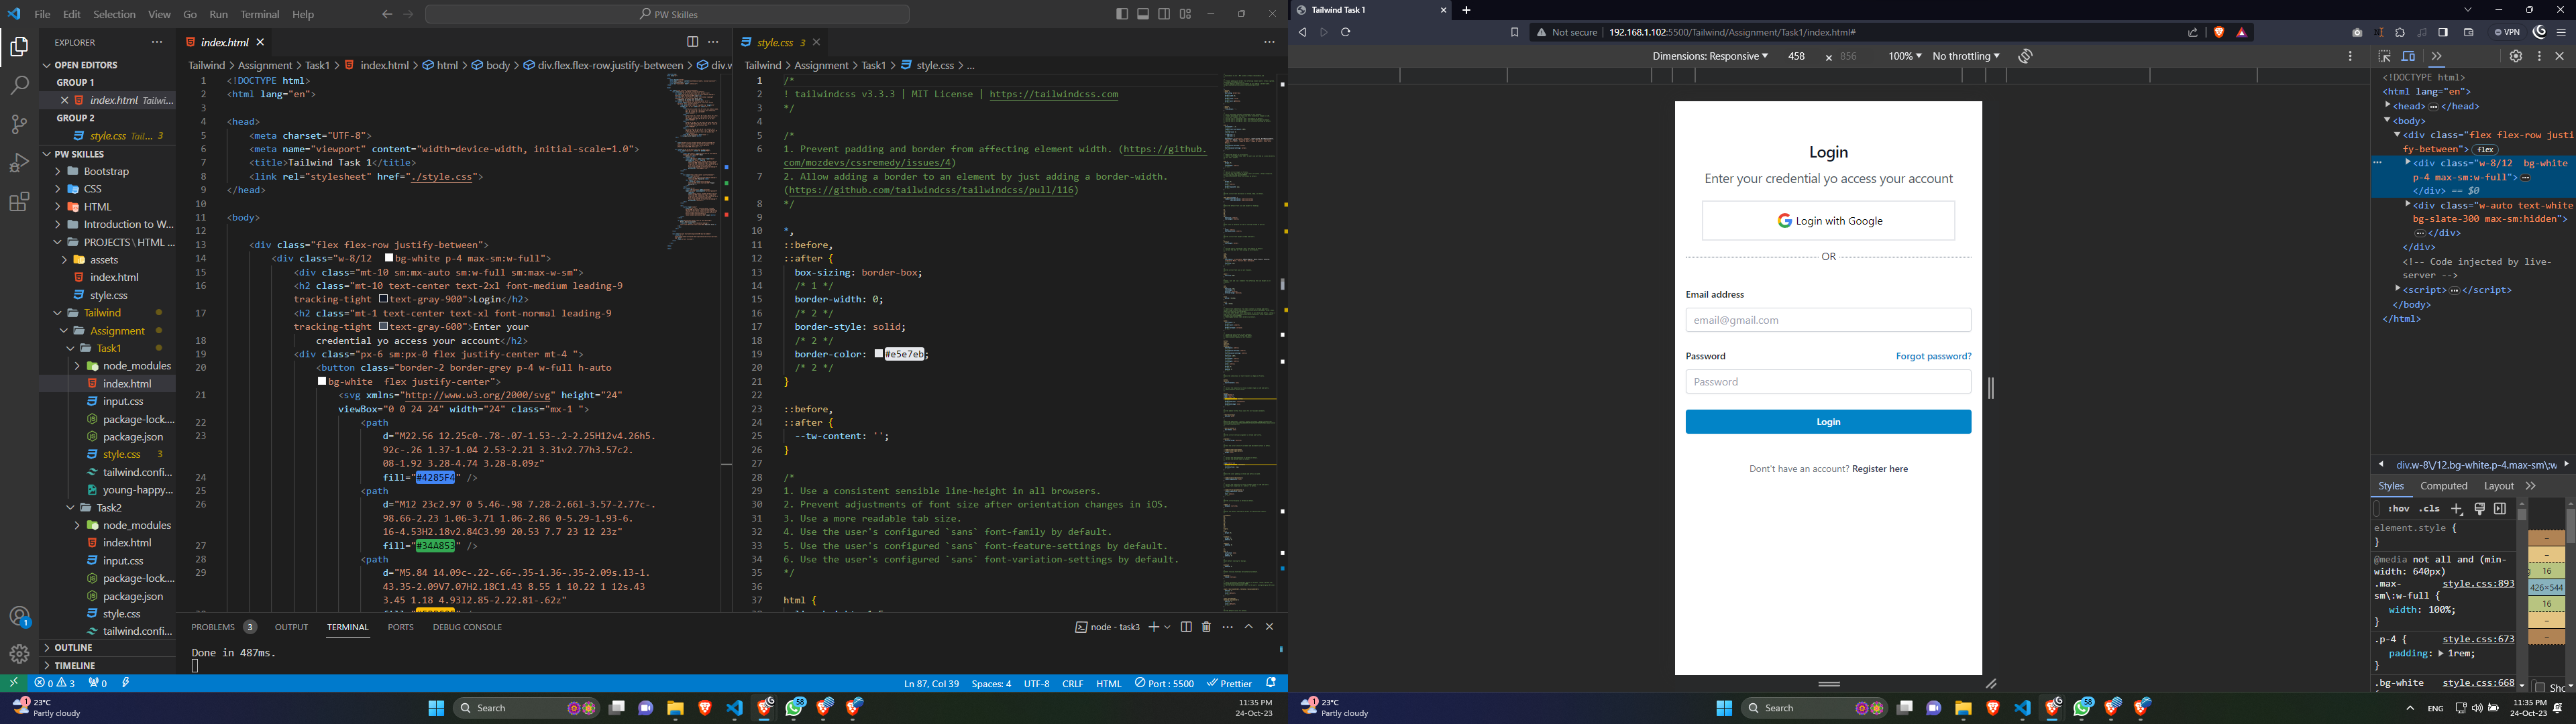 File Edit Selection View Go Run Terminal Help
PW Skilles
EXPLORER
OPEN EDITORS
GROUP 1
index.html Tailwi...
GROUP 2
style.css Tail... 3
PW SKILLES
Bootstrap
CSS
HTML
Introduction to W...
PROJECTS \ HTML ...
assets
index.html
style.css
Tailwind
Assignment
Task1
node_modules
index.html
input.css
package-lock....
package.json
style.css 3
tailwind.confi...
young-happy...
Task2
node_modules
index.html
input.css
package-lock....
package.json
style.css
tailwind.confi...
OUTLINE
TIMELINE
index.html
Tailwind > Assignment > Task1 > index.html > html > body > div.flex.flex-row.justify-between > div.w
1 <!DOCTYPE html>
2 <html lang="en">
3
4 <head>
5 <meta charset="UTF-8">
6 <meta name="viewport" content="width=device-width, initial-scale=1.0">
7 <title>Tailwind Task 1</title>
8 <link rel="stylesheet" href="./style.css">
9 </head>
10
11 <body>
12
13 <div class="flex flex-row justify-between">
14 <div class="w-8/12 bg-white p-4 max-sm:w-full">
15 <div class="mt-10 sm:mx-auto sm:w-full sm:max-w-sm">
16 <h2 class="mt-10 text-center text-2xl font-medium leading-9
tracking-tight text-gray-900">Login</h2>
17 <h2 class="mt-1 text-center text-xl font-normal leading-9
tracking-tight text-gray-600">Enter your
18 credential yo access your account</h2>
19 <div class="px-6 sm:px-0 flex justify-center mt-4 ">
20 <button class="border-2 border-grey p-4 w-full h-auto
bg-white flex justify-center">
21 <svg xmlns="http://www.w3.org/2000/svg" height="24"
viewBox="0 0 24 24" width="24" class="mx-1 ">
22 <path
23 d="M22.56 12.25c0-.78-.07-1.53-.2-2.25H12v4.26h5.
92c-.26 1.37-1.04 2.53-2.21 3.31v2.77h3.57c2.
08-1.92 3.28-4.74 3.28-8.09z"
24 fill="#4285F4" />
25 <path
26 d="M12 23c2.97 0 5.46-.98 7.28-2.661-3.57-2.77c-.
98.66-2.23 1.06-3.71 1.06-2.86 0-5.29-1.93-6.
16-4.53H2.18v2.84C3.99 20.53 7.7 23 12 23z"
27 fill="#34A853" />
28 <path
29 d="M5.84 14.09c-.22-.66-.35-1.36-.35-2.09s.13-1.
43.35-2.09V7.07H2.18C1.43 8.55 1 10.22 1 12s.43
3.45 1.18 4.93l2.85-2.22.81-.62z"
style.css 3
Tailwind > Assignment > Task1 > style.css > ...
1 /*
2 ! tailwindcss v3.3.3 | MIT License | https://tailwindcss.com
3 */
4
5 /*
6 1. Prevent padding and border from affecting element width. (https://github.
com/mozdevs/cssremedy/issues/4)
7 2. Allow adding a border to an element by just adding a border-width.
(https://github.com/tailwindcss/tailwindcss/pull/116)
8 */
9
10 *,
11 ::before,
12 ::after {
13 box-sizing: border-box;
14 /* 1 */
15 border-width: 0;
16 /* 2 */
17 border-style: solid;
18 /* 2 */
19 border-color: #e5e7eb;
20 /* 2 */
21 }
22
23 ::before,
24 ::after {
25 --tw-content: '';
26 }
27
28 /*
29 1. Use a consistent sensible line-height in all browsers.
30 2. Prevent adjustments of font size after orientation changes in iOS.
31 3. Use a more readable tab size.
32 4. Use the user's configured `sans` font-family by default.
33 5. Use the user's configured `sans` font-feature-settings by default.
34 6. Use the user's configured `sans` font-variation-settings by default.
35 */
36
37 html {
PROBLEMS 3 OUTPUT TERMINAL PORTS DEBUG CONSOLE
node - task3
Done in 487ms.
0 3 0
Ln 87, Col 39 Spaces: 4 UTF-8 CRLF HTML Port : 5500 Prettier
23°C
Partly cloudy
Search
11:35 PM
24-Oct-23
Tailwind Task 1
Not secure 192.168.1.102:5500/Tailwind/Assignment/Task1/index.html#
VPN
Dimensions: Responsive 458 × 856 100% No throttling
Login
Enter your credential yo access your account
Login with Google
OR
Email address
email@gmail.com
Password Forgot password?
Password
Login
Dont't have an account? Register here
<!DOCTYPE html>
<html lang="en">
<head> </head>
<body>
<div class="flex flex-row justi
fy-between"> flex
<div class="w-8/12 bg-white
p-4 max-sm:w-full">
</div> == $0
<div class="w-auto text-white
bg-slate-300 max-sm:hidden">
</div>
</div>
<!-- Code injected by live-
server -->
<script> </script>
</body>
</html>
div.w-8\/12.bg-white.p-4.max-sm\:w
Styles Computed Layout
:hov .cls
element.style {
}
@media not all and (min-
width: 640px)
.max- style.css:893
sm\:w-full {
width: 100%;
}
.p-4 { style.css:673
padding: 1rem;
}
.bg-white style.css:668
16
426×544
16
Sho
23°C
Partly cloudy
Search
ENG
11:35 PM
24-Oct-23